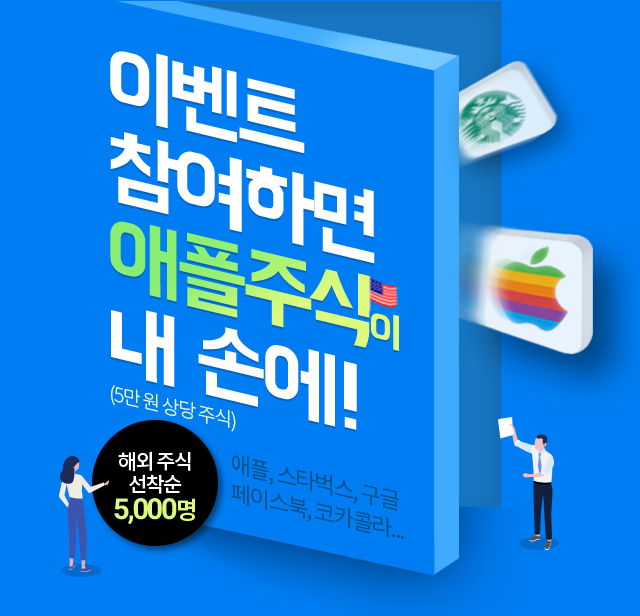 이벤트
참여하면
애플주식이
내 손에!
(5만 원 상당 주식)
해외 주식
선착순
5,000명
애플, 스타벅스, 구글
페이스북, 코카콜라...